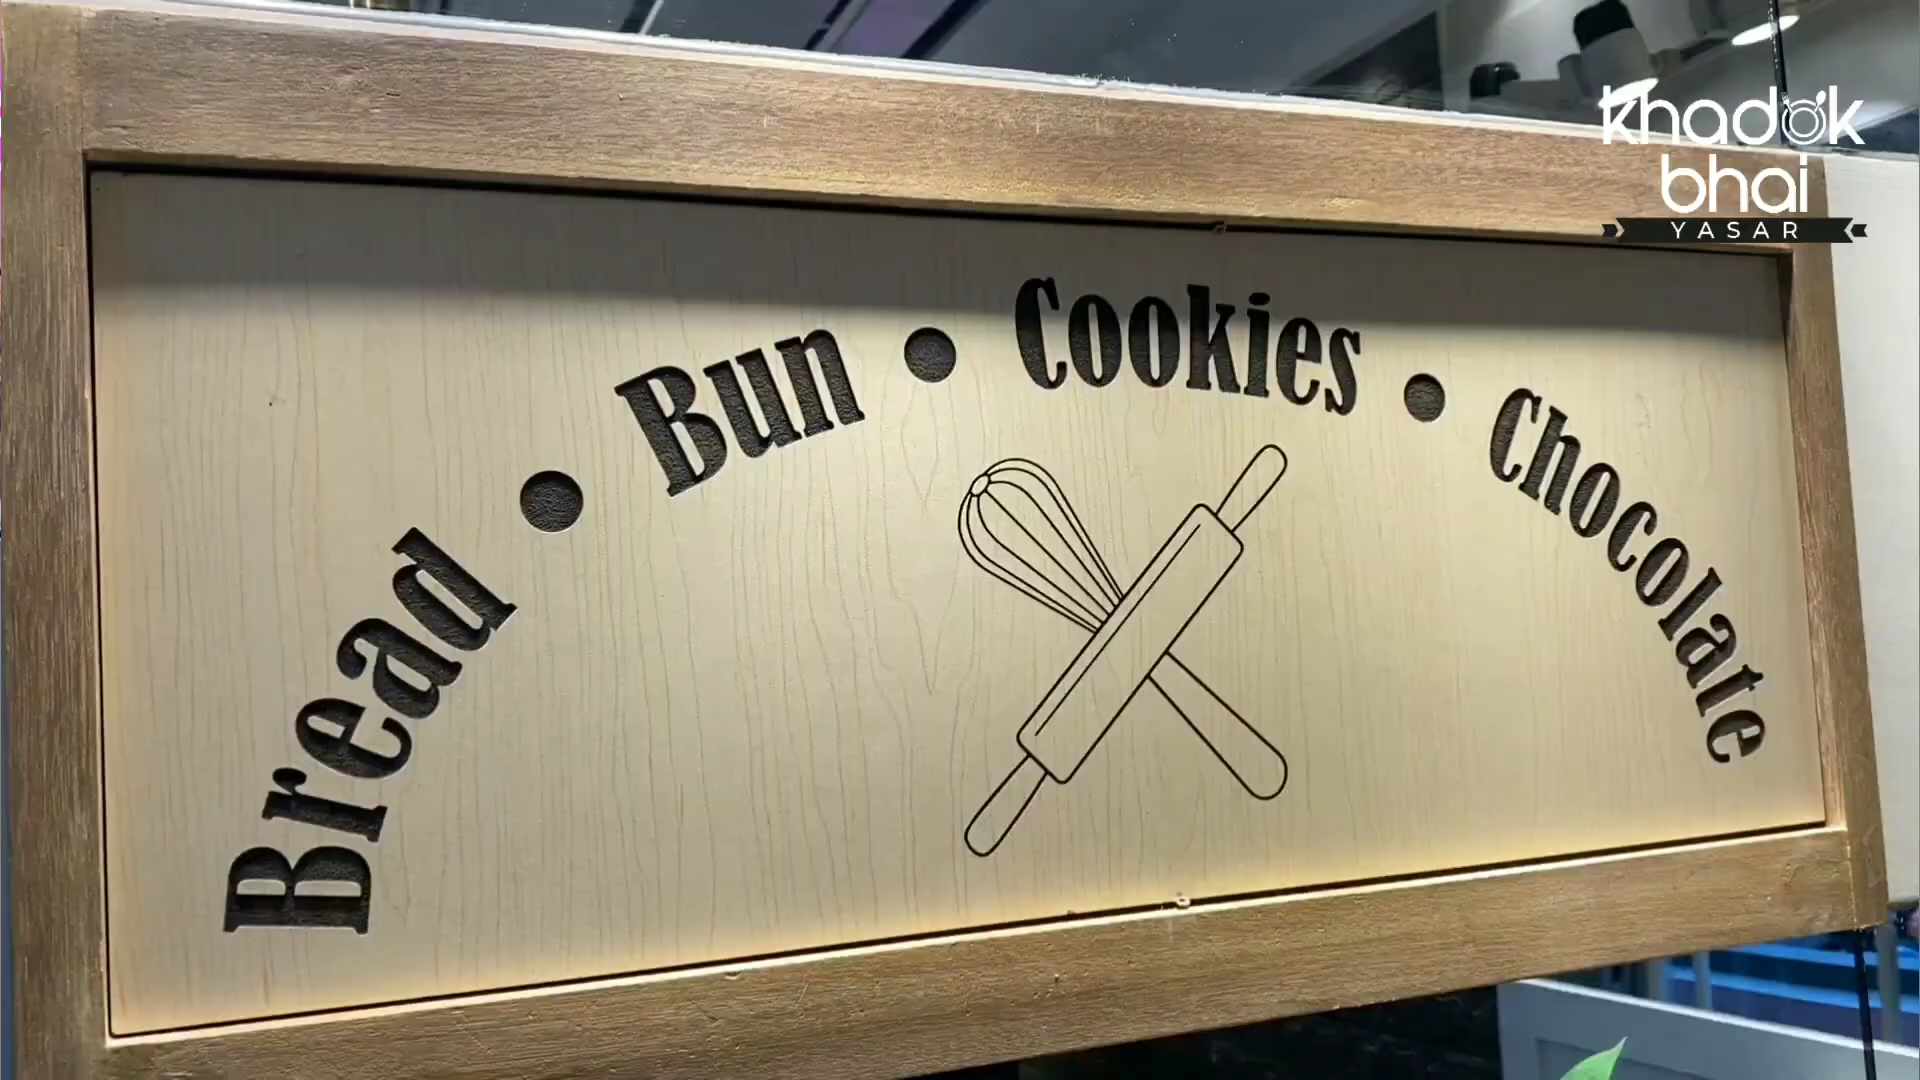 Bread • Bun • Cookies • Chocolate
khadok
bhai
YASAR